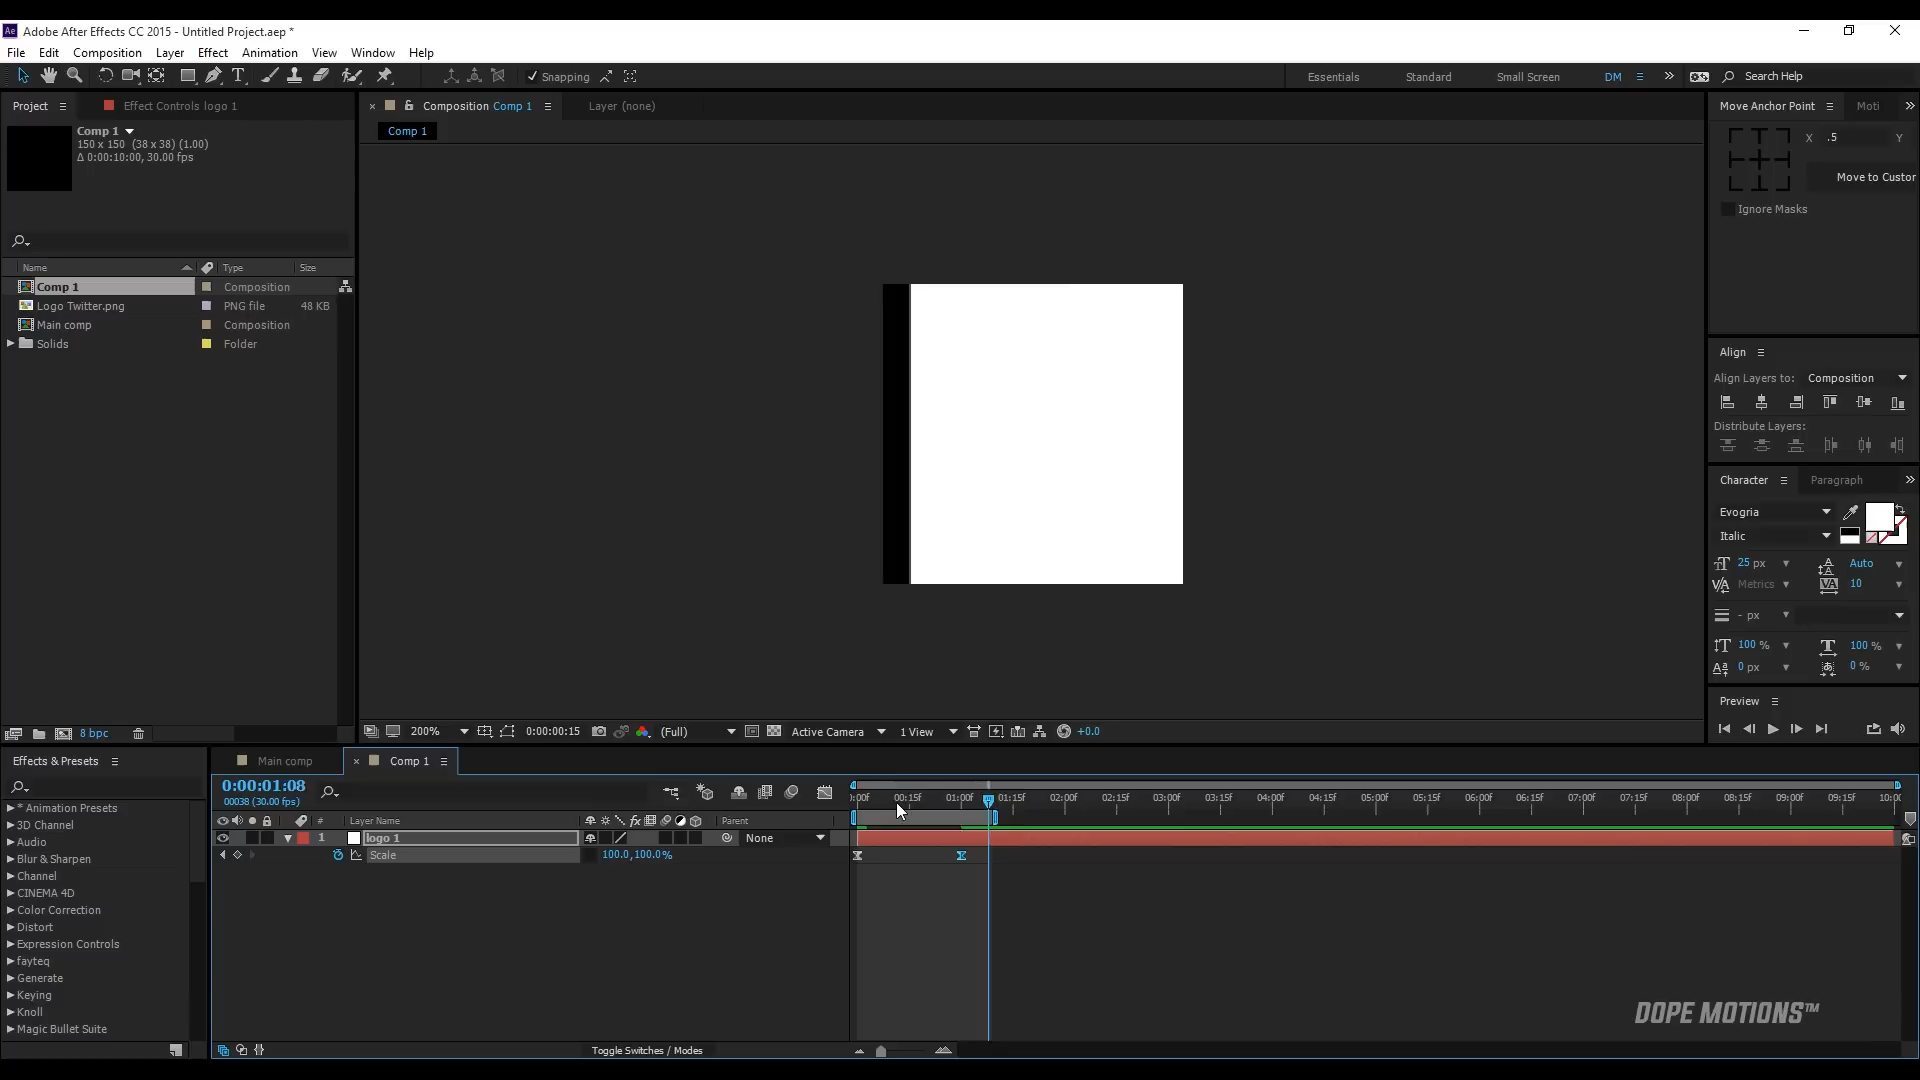 Ae Adobe After Effects CC 2015 - Untitled Project.aep *
File Edit Composition Layer Effect Animation View Window Help
Snapping Essentials Standard Small Screen DM Search Help
Project Effect Controls logo 1
Composition Comp 1 Layer (none)
Move Anchor Point Moti
Comp 1
150 x 150 (38 x 38) (1.00)
Δ 0:00:10:00, 30.00 fps
Comp 1
X .5 Y
Move to Custor
Ignore Masks
Name Type Size
Comp 1 Composition
Logo Twitter.png PNG file 48 KB
Main comp Composition
Solids Folder
Align
Align Layers to: Composition
Distribute Layers:
Character Paragraph
Evogria
Italic
25 px Auto
Metrics 10
- px
100 % 100 %
0 px 0 %
Preview
8 bpc
200% 0:00:00:15 (Full) Active Camera 1 View +0.0
Effects & Presets
* Animation Presets
3D Channel
Audio
Blur & Sharpen
Channel
CINEMA 4D
Color Correction
Distort
Expression Controls
fayteq
Generate
Keying
Knoll
Magic Bullet Suite
Main comp Comp 1
0:00:01:08
00038 (30.00 fps)
# Layer Name fx Parent
1 logo 1 None
Scale 100.0,100.0%
):00f 00:15f 01:00f 01:15f 02:00f 02:15f 03:00f 03:15f 04:00f 04:15f 05:00f 05:15f 06:00f 06:15f 07:00f 07:15f 08:00f 08:15f 09:00f 09:15f 10:0
Toggle Switches / Modes
DOPE MOTIONS™